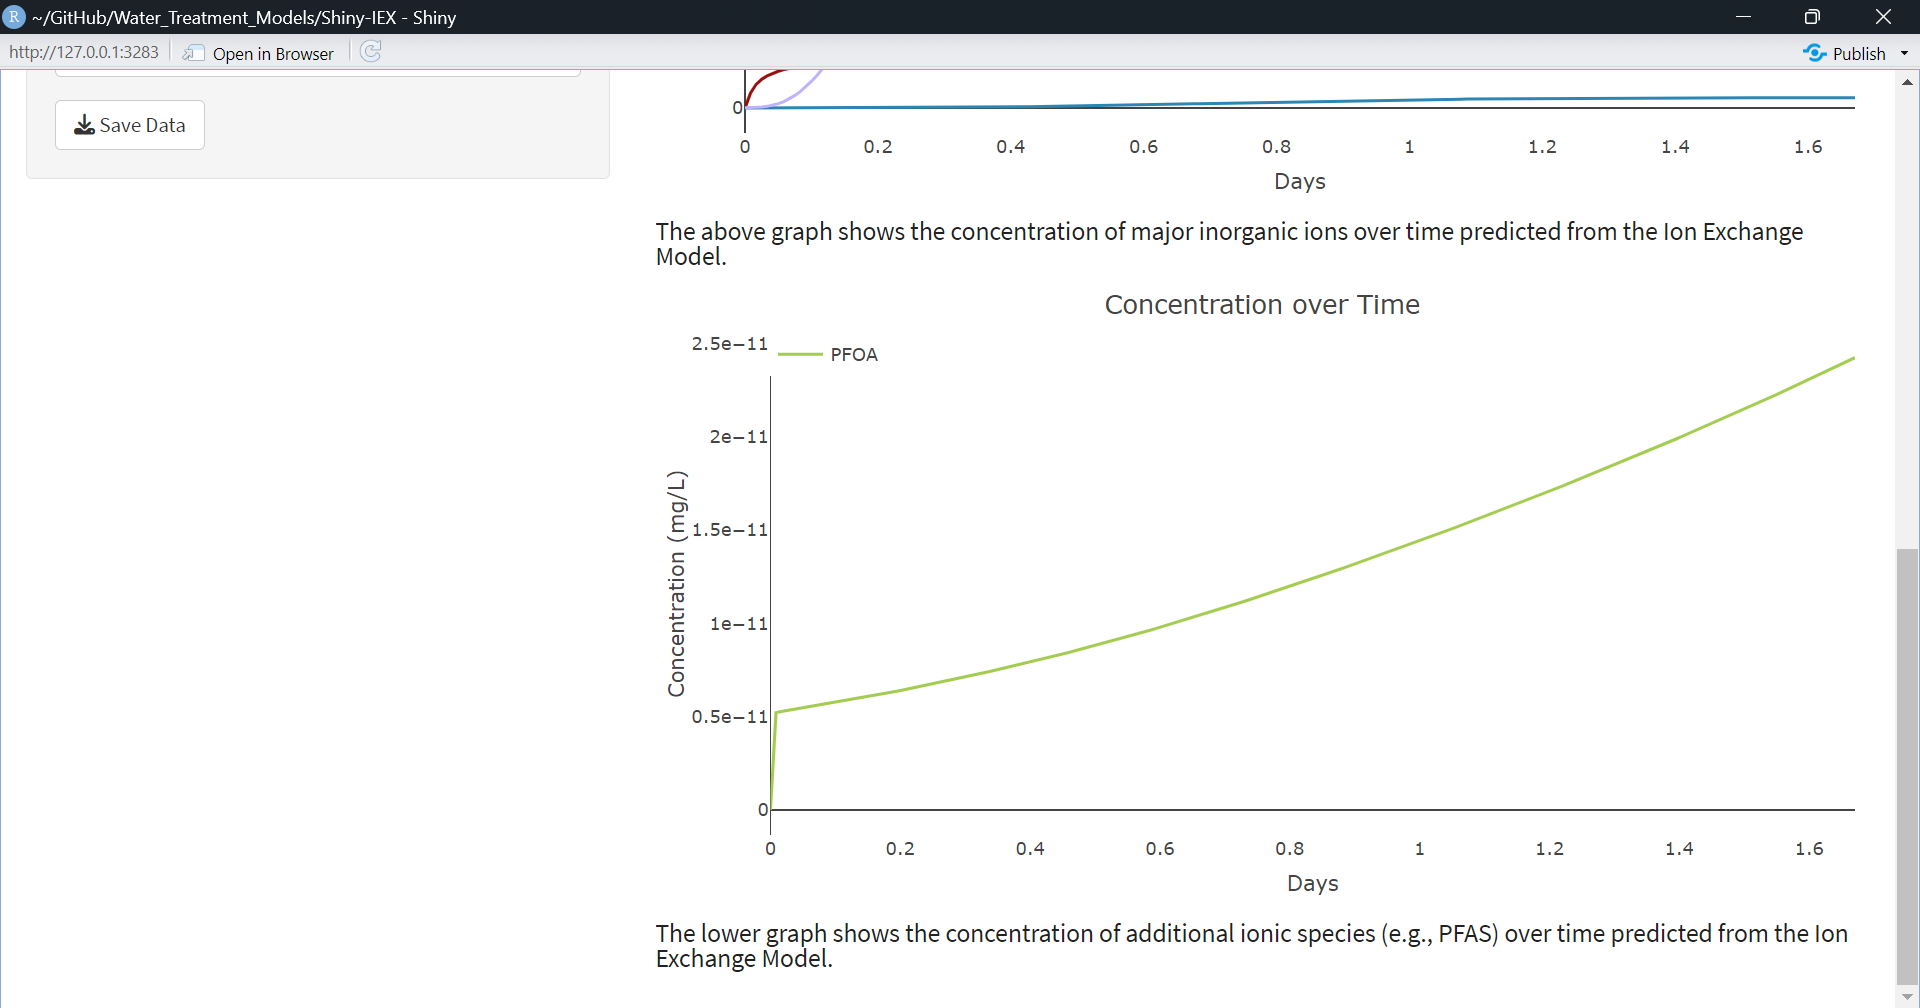 R ~/GitHub/Water_Treatment_Models/Shiny-IEX - Shiny
http://127.0.0.1:3283 Open in Browser Publish
Save Data
0
0 0.2 0.4 0.6 0.8 1 1.2 1.4 1.6
Days
The above graph shows the concentration of major inorganic ions over time predicted from the Ion Exchange
Model.
Concentration over Time
2.5e−11
PFOA
2e−11
1.5e−11
1e−11
0.5e−11
0
Concentration (mg/L)
0 0.2 0.4 0.6 0.8 1 1.2 1.4 1.6
Days
The lower graph shows the concentration of additional ionic species (e.g., PFAS) over time predicted from the Ion
Exchange Model.